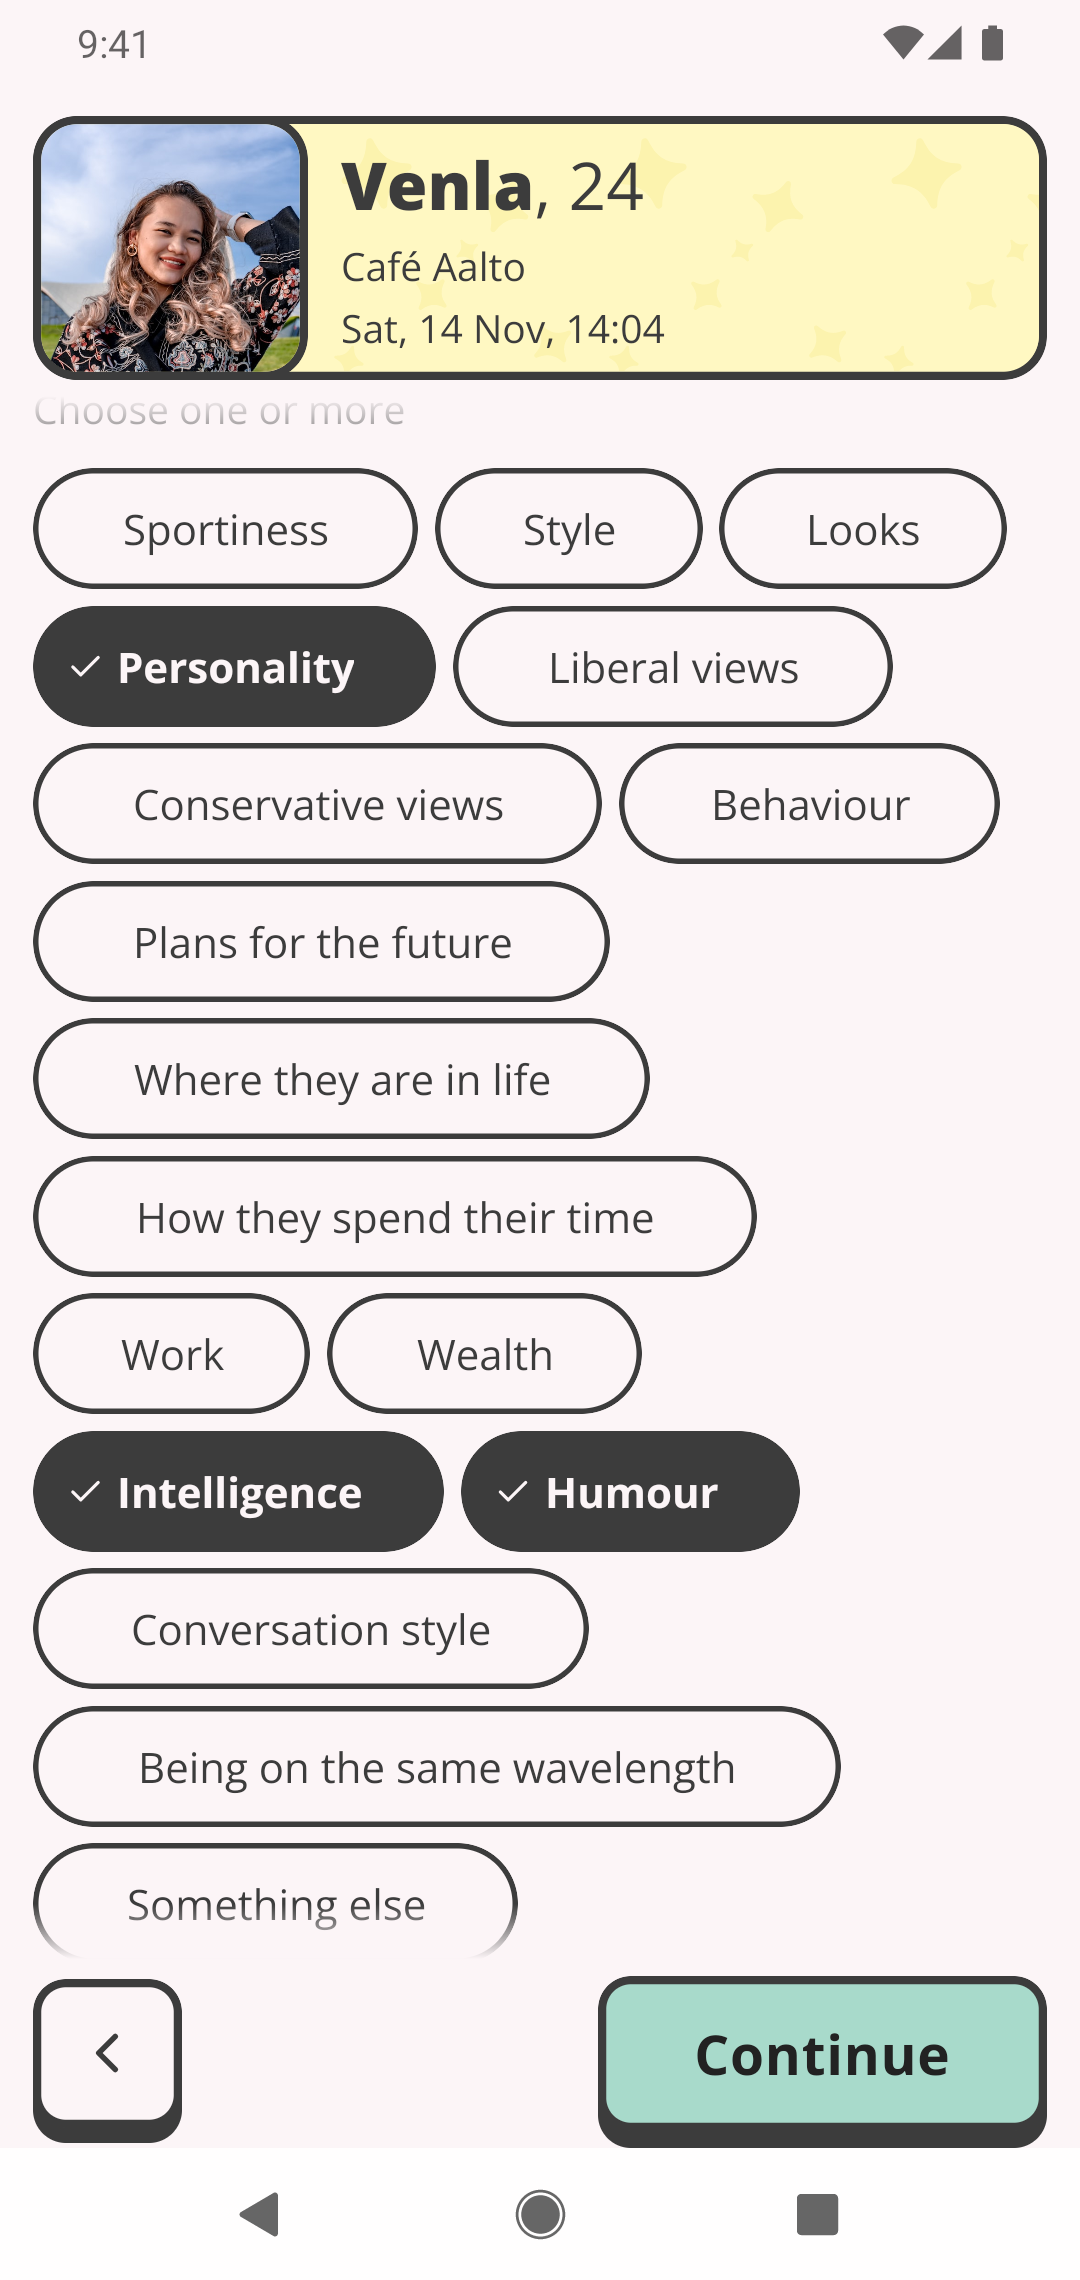 9:41
Venla, 24
Café Aalto
Sat, 14 Nov, 14:04
Choose one or more
Sportiness Style Looks
Personality Liberal views
Conservative views Behaviour
Plans for the future
Where they are in life
How they spend their time
Work Wealth
Intelligence Humour
Conversation style
Being on the same wavelength
Something else
Continue